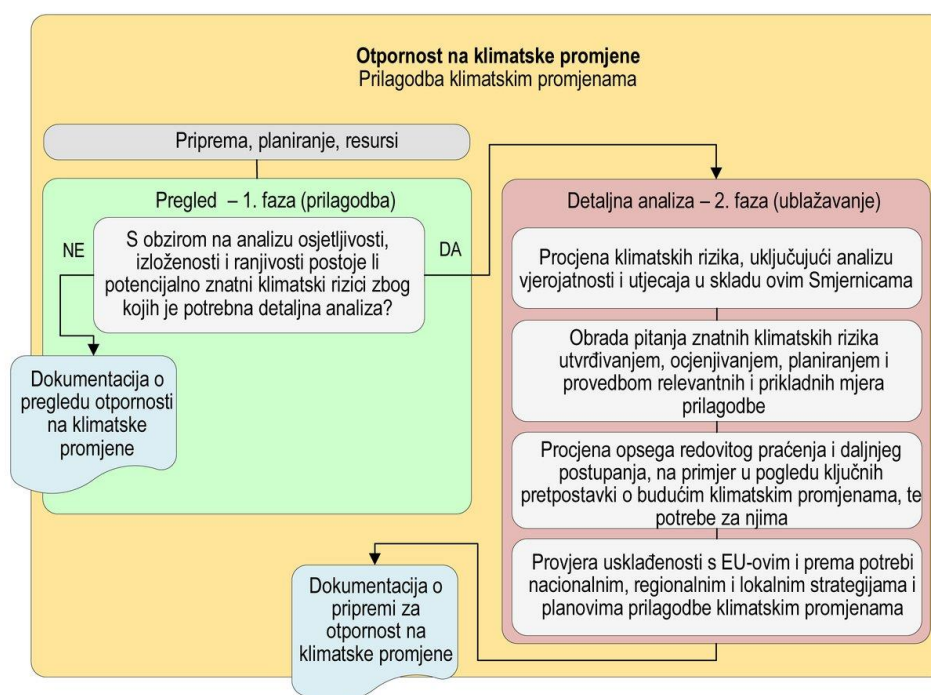 Otpornost na klimatske promjene
Prilagodba klimatskim promjenama
Priprema, planiranje, resursi
Pregled – 1. faza (prilagodba)
NE
S obzirom na analizu osjetljivosti,
izloženosti i ranjivosti postoje li
potencijalno znatni klimatski rizici zbog
kojih je potrebna detaljna analiza?
DA
Dokumentacija o
pregledu otpornosti
na klimatske
promjene
Detaljna analiza – 2. faza (ublažavanje)
Procjena klimatskih rizika, uključujući analizu
vjerojatnosti i utjecaja u skladu ovim Smjernicama
Obrada pitanja znatnih klimatskih rizika
utvrđivanjem, ocjenjivanjem, planiranjem i
provedbom relevantnih i prikladnih mjera
prilagodbe
Procjena opsega redovitog praćenja i daljnjeg
postupanja, na primjer u pogledu ključnih
pretpostavki o budućim klimatskim promjenama, te
potrebe za njima
Provjera usklađenosti s EU-ovim i prema potrebi
nacionalnim, regionalnim i lokalnim strategijama i
planovima prilagodbe klimatskim promjenama
Dokumentacija o
pripremi za
otpornost na
klimatske promjene